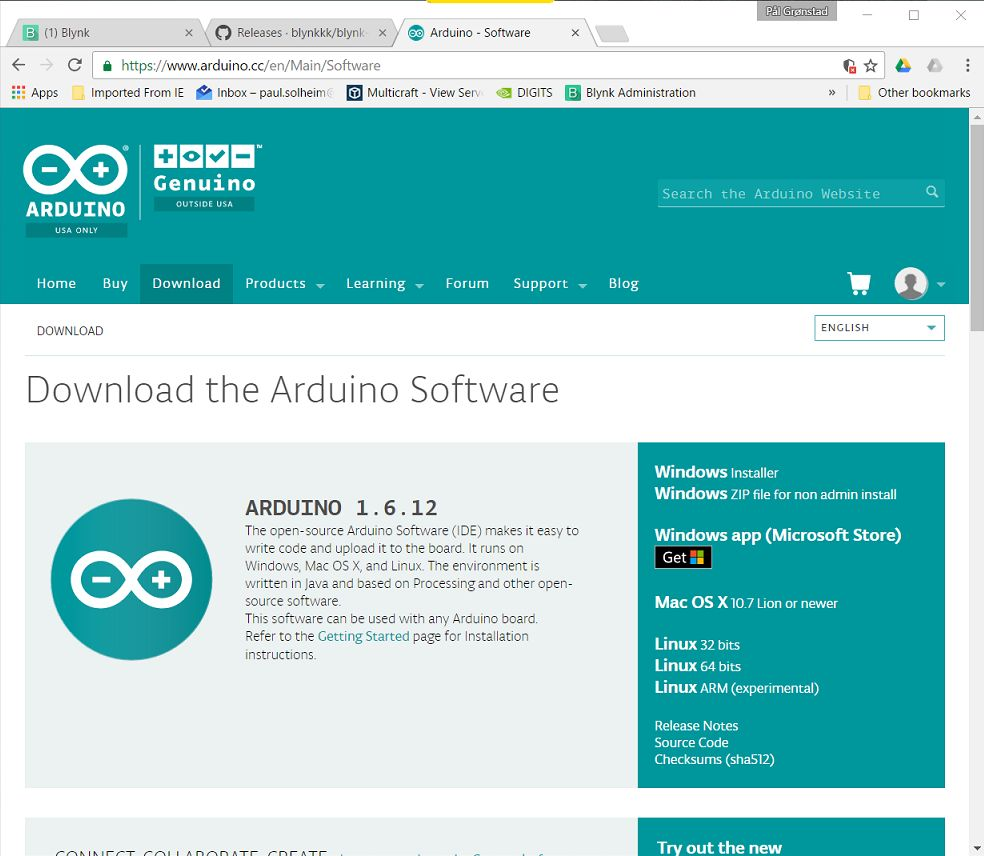 Pål Grønstad
(1) Blynk
Releases · blynkkk/blynk-
Arduino - Software
https://www.arduino.cc/en/Main/Software
Apps
Imported From IE
Inbox – paul.solheim@
Multicraft - View Serv
DIGITS
Blynk Administration
»
Other bookmarks
ARDUINO
USA ONLY
Genuino
OUTSIDE USA
Search the Arduino Website
Home Buy Download Products Learning Forum Support Blog
DOWNLOAD
ENGLISH
Download the Arduino Software
ARDUINO 1.6.12
The open-source Arduino Software (IDE) makes it easy to
write code and upload it to the board. It runs on
Windows, Mac OS X, and Linux. The environment is
written in Java and based on Processing and other open-
source software.
This software can be used with any Arduino board.
Refer to the Getting Started page for Installation
instructions.
Windows Installer
Windows ZIP file for non admin install
Windows app (Microsoft Store)
Get
Mac OS X 10.7 Lion or newer
Linux 32 bits
Linux 64 bits
Linux ARM (experimental)
Release Notes
Source Code
Checksums (sha512)
CONNECT COLLABORATE CREATE
Try out the new